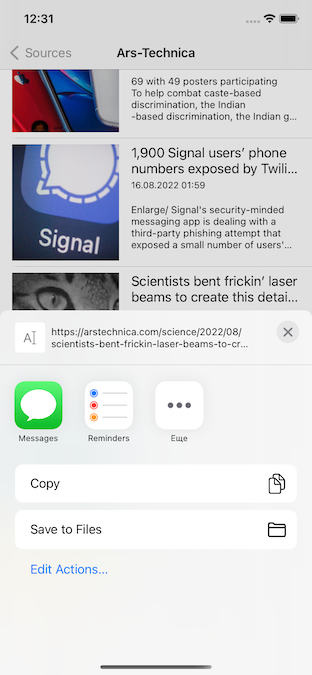 12:31
Sources
Ars-Technica
69 with 49 posters participating
To help combat caste-based
discrimination, the Indian
-based discrimination, the Indian g...
1,900 Signal users' phone
numbers exposed by Twili...
16.08.2022 01:59
Enlarge/ Signal's security-minded
messaging app is dealing with a
third-party phishing attempt that
exposed a small number of users'...
Signal
Scientists bent frickin' laser
beams to create this detai...
A
https://arstechnica.com/science/2022/08/
scientists-bent-frickin-laser-beams-to-cr...
Messages
Reminders
Еще
Copy
Save to Files
Edit Actions...